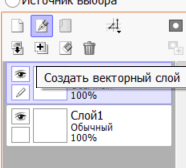 Источник выбора
Создать векторный слой
100%
Слой1
Обычный
100%